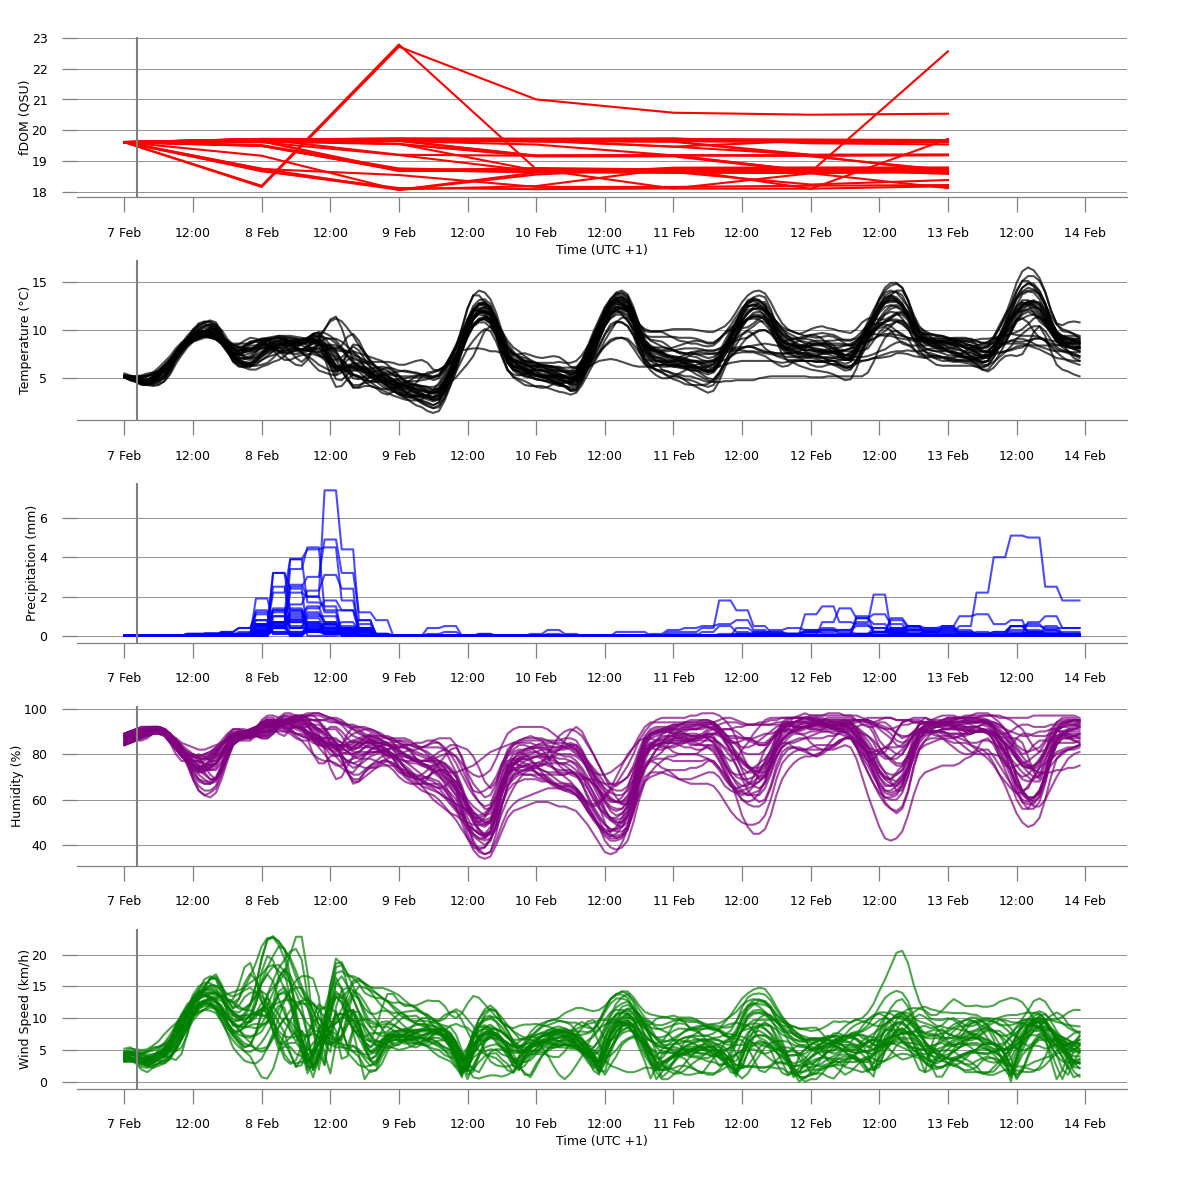 23
22
21
20
19
18
fDOM (QSU)
7 Feb 12:00 8 Feb 12:00 9 Feb 12:00 10 Feb 12:00 11 Feb 12:00 12 Feb 12:00 13 Feb 12:00 14 Feb
Time (UTC +1)
15
10
5
Temperature (°C)
7 Feb 12:00 8 Feb 12:00 9 Feb 12:00 10 Feb 12:00 11 Feb 12:00 12 Feb 12:00 13 Feb 12:00 14 Feb
6
4
2
0
Precipitation (mm)
7 Feb 12:00 8 Feb 12:00 9 Feb 12:00 10 Feb 12:00 11 Feb 12:00 12 Feb 12:00 13 Feb 12:00 14 Feb
100
80
60
40
Humidity (%)
7 Feb 12:00 8 Feb 12:00 9 Feb 12:00 10 Feb 12:00 11 Feb 12:00 12 Feb 12:00 13 Feb 12:00 14 Feb
20
15
10
5
0
Wind Speed (km/h)
7 Feb 12:00 8 Feb 12:00 9 Feb 12:00 10 Feb 12:00 11 Feb 12:00 12 Feb 12:00 13 Feb 12:00 14 Feb
Time (UTC +1)